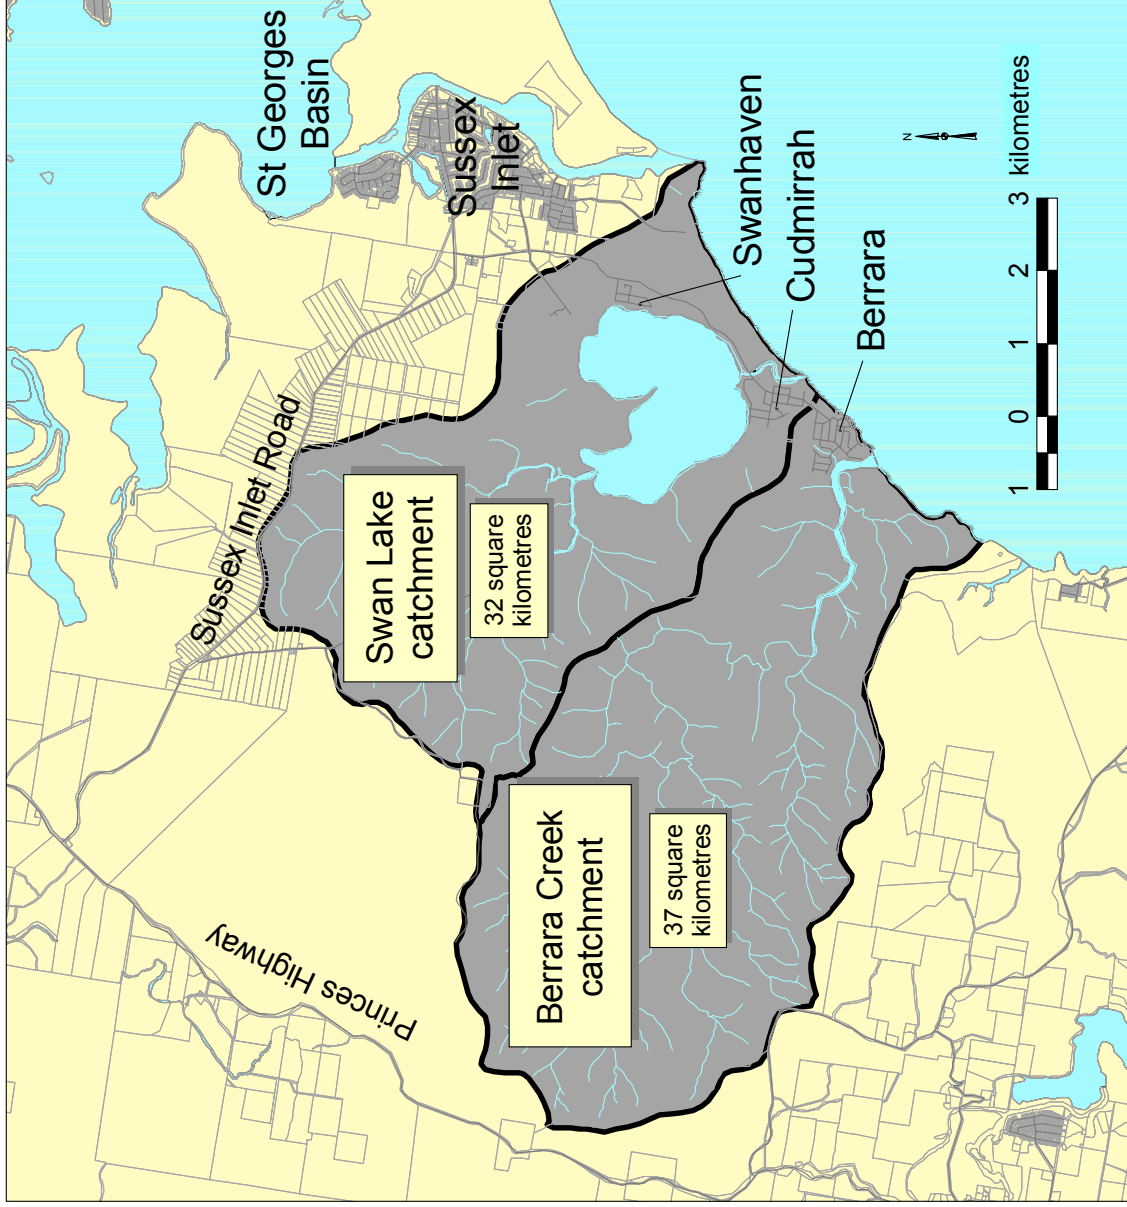 St Georges
Basin
Sussex
Inlet
Sussex Inlet Road
Princes Highway
Swan Lake
catchment
32 square
kilometres
Berrara Creek
catchment
37 square
kilometres
Swanhaven
Cudmirrah
Berrara
N
1 0 1 2 3 kilometres